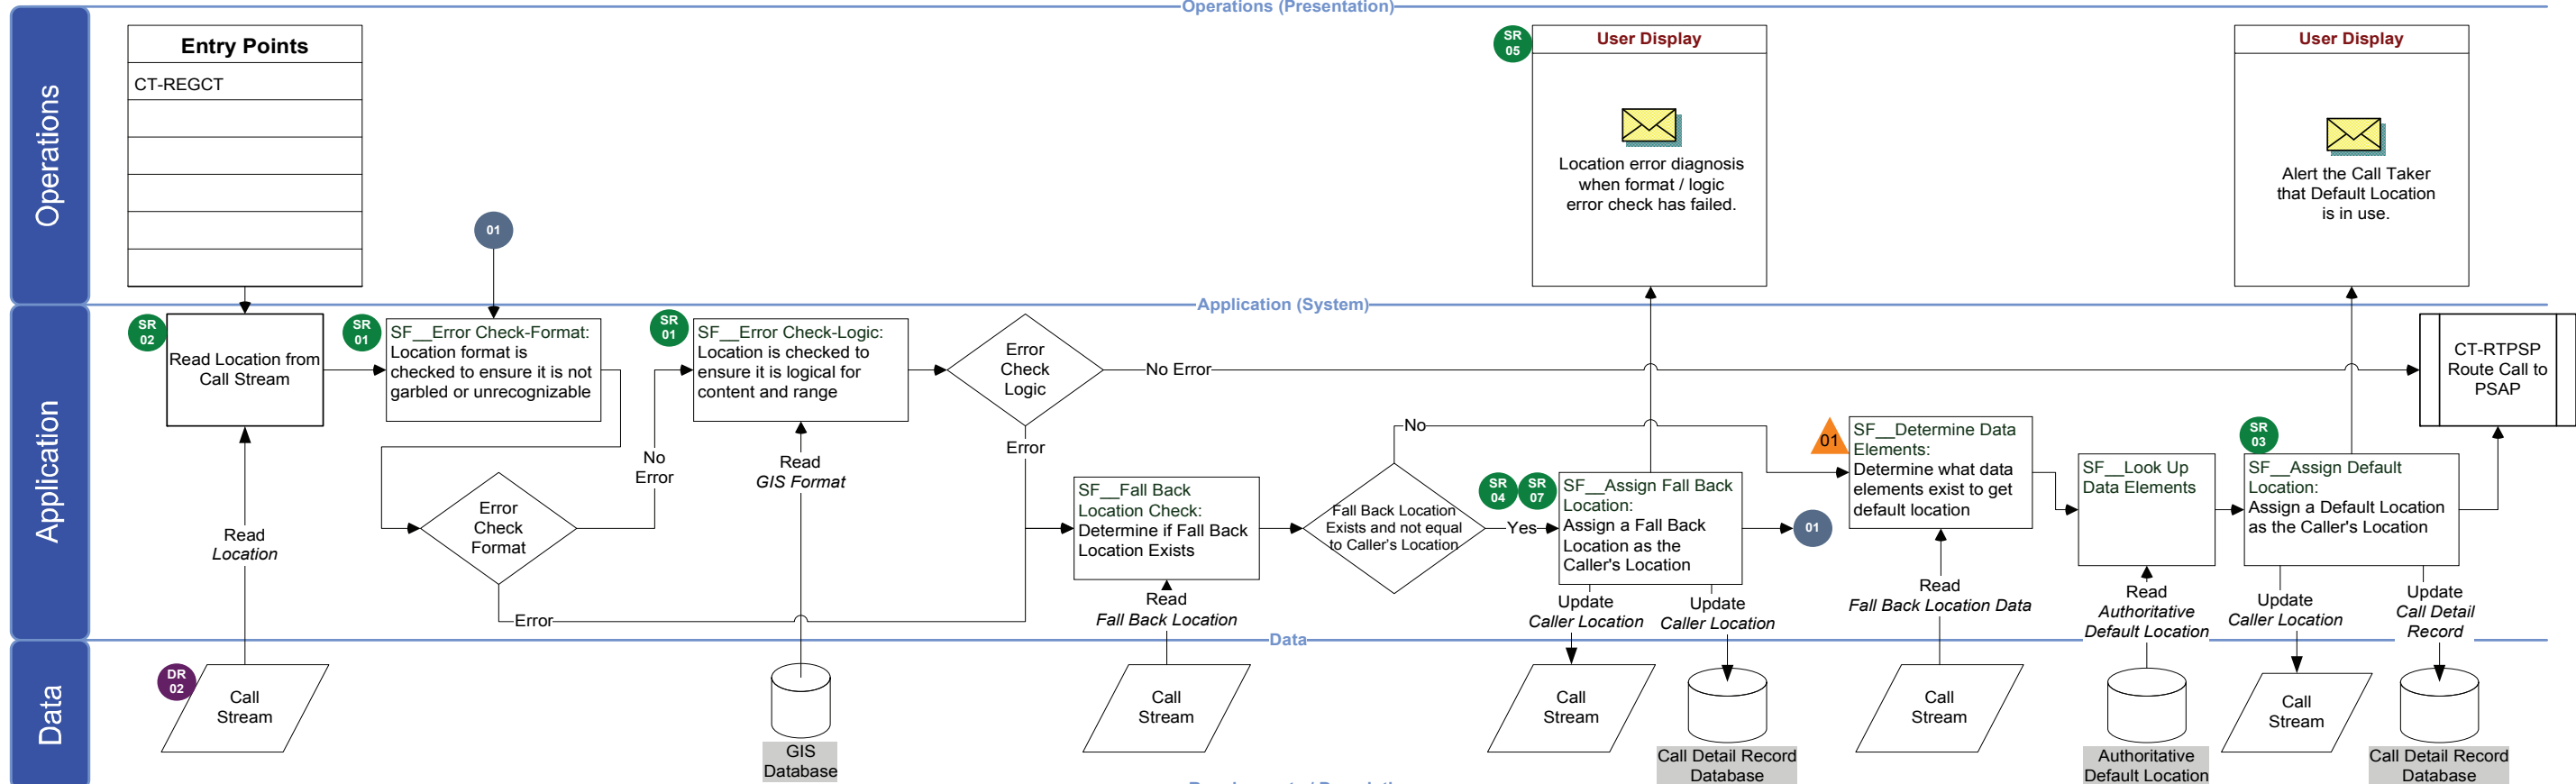 Operations (Presentation)
Operations
Entry Points
CT-REGCT
01
SR
05
User Display
Location error diagnosis
when format / logic
error check has failed.
User Display
Alert the Call Taker
that Default Location
is in use.
Application (System)
Application
SR
02
Read Location from
Call Stream
SR
01
SF__Error Check-Format:
Location format is
checked to ensure it is not
garbled or unrecognizable
SR
01
SF__Error Check-Logic:
Location is checked to
ensure it is logical for
content and range
Error
Check
Logic
No Error
CT-RTPSP
Route Call to
PSAP
Error
Check
Format
No
Error
Error
Error
Read
Location
Read
GIS Format
SF__Fall Back
Location Check:
Determine if Fall Back
Location Exists
Read
Fall Back Location
Fall Back Location
Exists and not equal
to Caller's Location
No
Yes
SR
04
SR
07
SF__Assign Fall Back
Location:
Assign a Fall Back
Location as the
Caller's Location
01
Update
Caller Location
Update
Caller Location
01
SF__Determine Data
Elements:
Determine what data
elements exist to get
default location
Read
Fall Back Location Data
SF__Look Up
Data Elements
Read
Authoritative
Default Location
SR
03
SF__Assign Default
Location:
Assign a Default Location
as the Caller's Location
Update
Caller Location
Update
Call Detail
Record
Data
Data
DR
02
Call
Stream
GIS
Database
Call
Stream
Call
Stream
Call Detail Record
Database
Call
Stream
Authoritative
Default Location
Call
Stream
Call Detail Record
Database